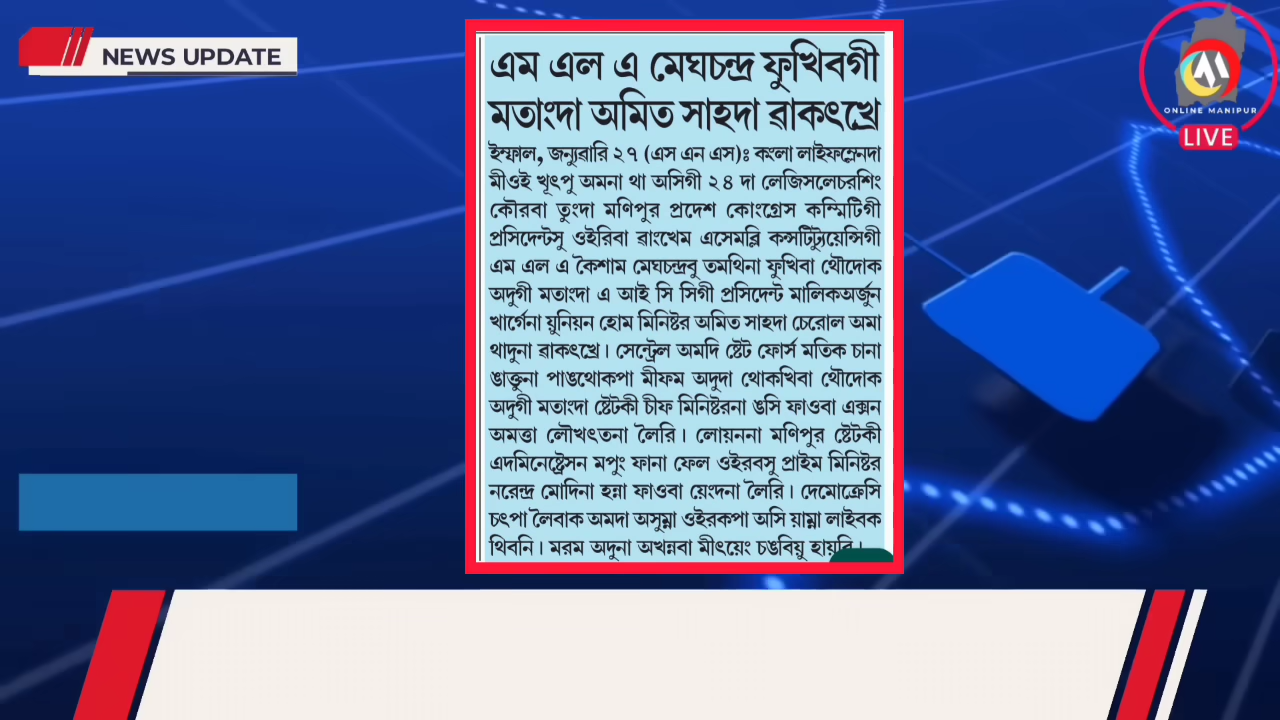 NEWS UPDATE
এম এল এ মেঘচন্দ্র ফুখিবগী
মতাংদা অমিত সাহদা ৱাকৎখ্রে
ইম্ফাল, জন্যুৱারি ২৭ (এস এন এস)ঃ কংলা লাইফম্লেনদা
মীওই খূৎপু অমনা থা অসিগী ২৪ দা লেজিসলেচরশিং
কৌরবা তুংদা মণিপুর প্রদেশ কোংগ্রেস কম্মিটিগী
প্রসিদেন্টসু ওইরিবা ৱাংখেম এসেমব্লি কন্সটিট্যুয়েন্সিগী
এম এল এ কৈশাম মেঘচন্দ্রবু তমথিনা ফুখিবা থৌদোক
অদুগী মতাংদা এ আই সি সিগী প্রসিদেন্ট মালিকঅর্জুন
খার্গেনা য়ুনিয়ন হোম মিনিষ্টর অমিত সাহদা চেরোল অমা
থাদুনা ৱাকৎখ্রে। সেন্ট্রেল অমদি ষ্টেট ফোর্স মতিক চানা
ঙাক্তুনা পাঙথোকপা মীফম অদুদা থোকখিবা থৌদোক
অদুগী মতাংদা ষ্টেটকী চীফ মিনিষ্টরনা ঙসি ফাওবা এক্সন
অমত্তা লৌখৎতনা লৈরি। লোয়ননা মণিপুর ষ্টেটকী
এদমিনেষ্ট্রেসন মপুং ফানা ফেল ওইরবসু প্রাইম মিনিষ্টর
নরেন্দ্র মোদিনা হন্না ফাওবা য়েংদনা লৈরি। দেমোক্রেসি
চৎপা লৈবাক অমদা অসুম্না ওইরকপা অসি য়াম্না লাইবক
থিবনি। মরম অদুনা অখন্নবা মীৎয়েং চঙবিয়ু হায়রি।
ONLINE MANIPUR
LIVE